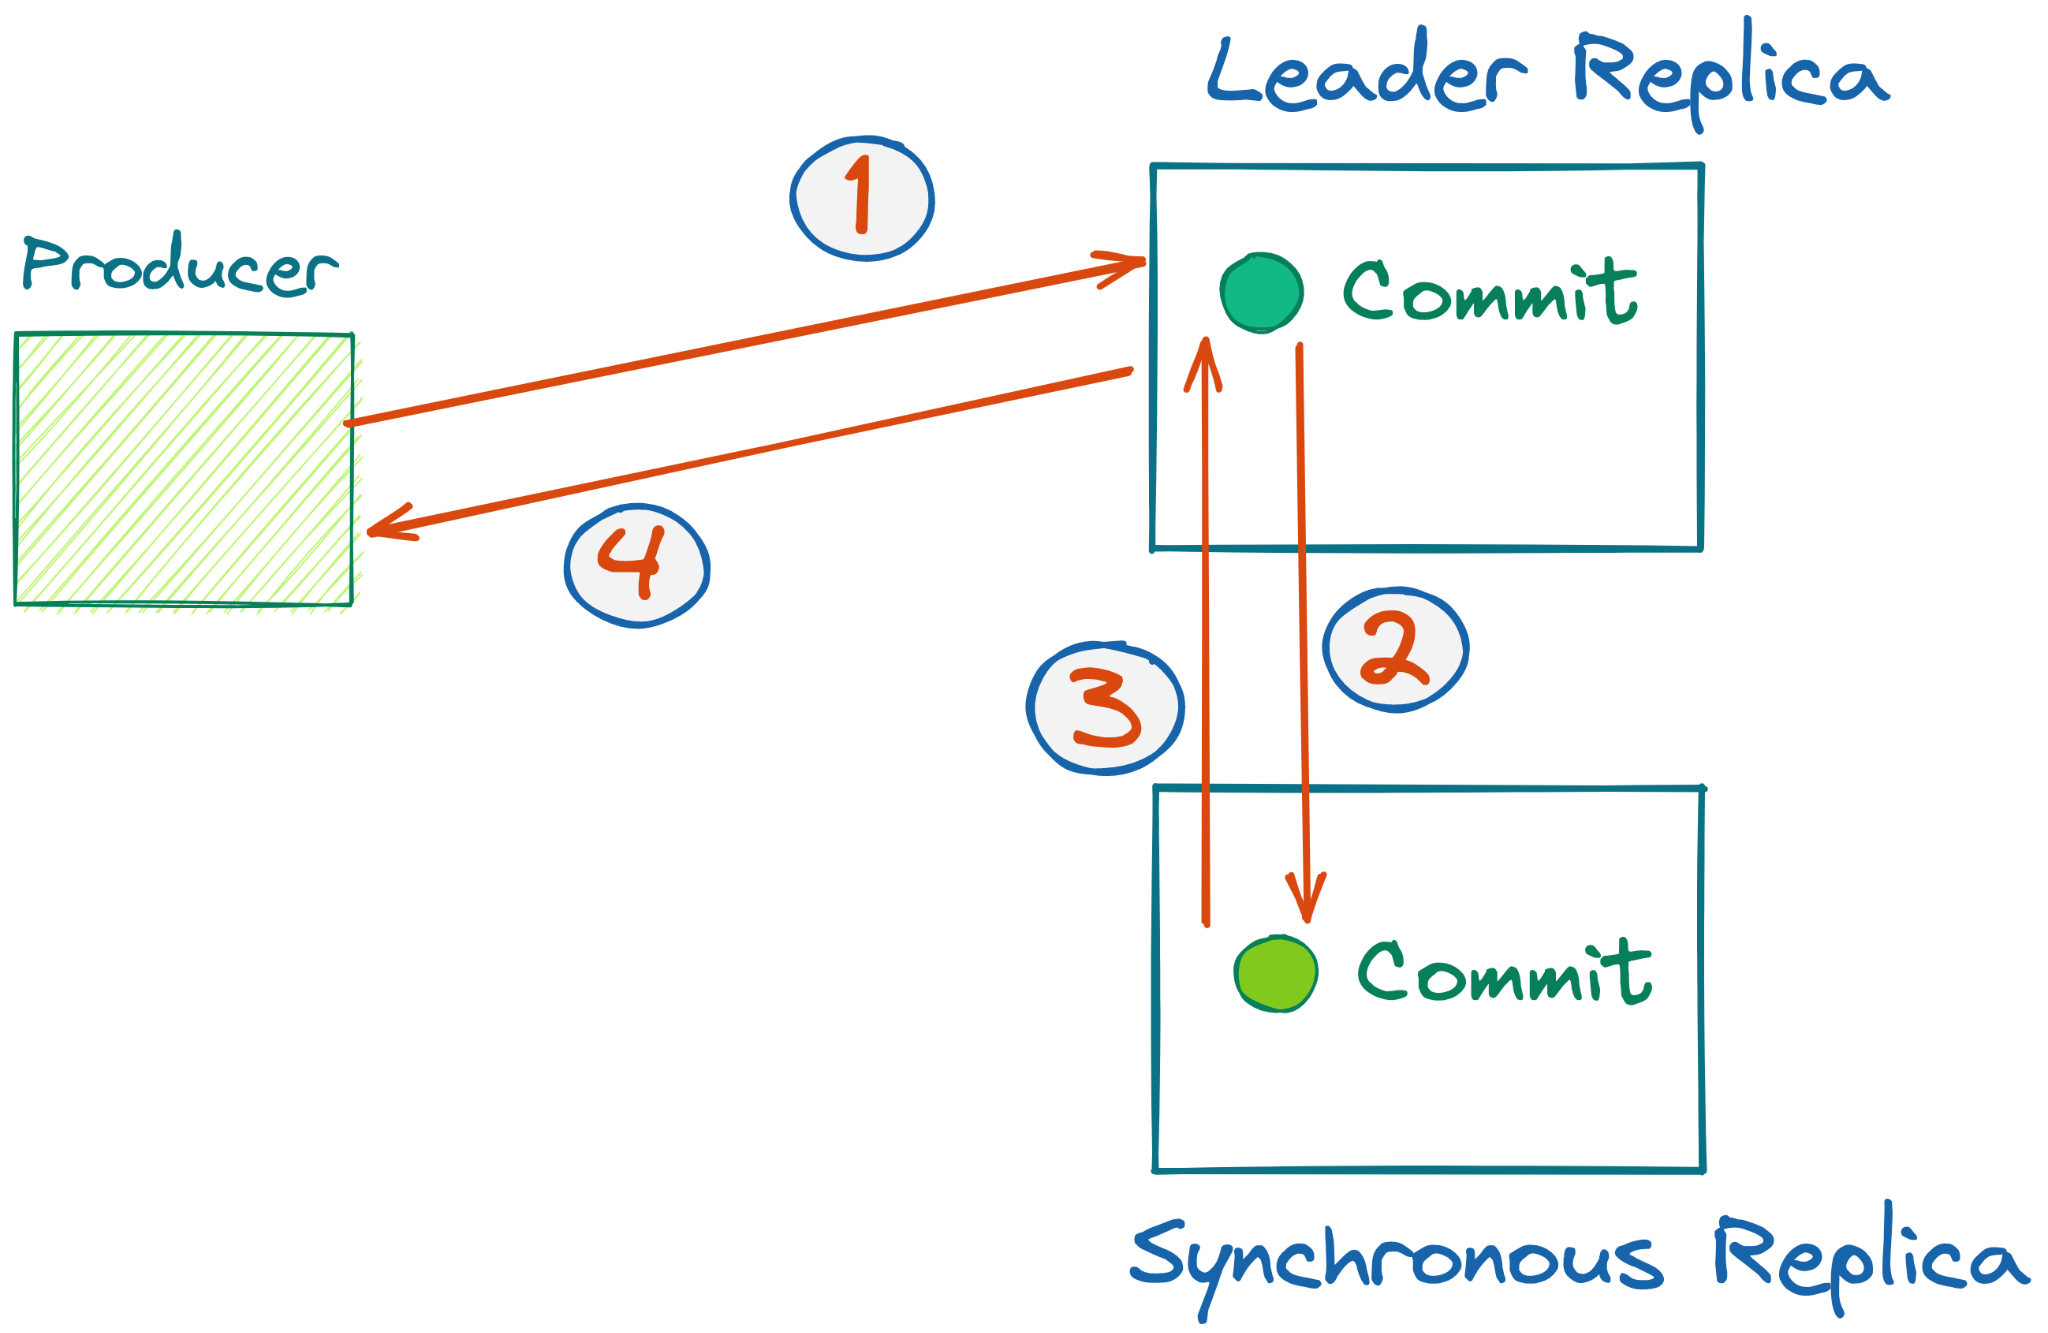 Leader Replica
1
Producer
Commit
4
2
3
Commit
Synchronous Replica